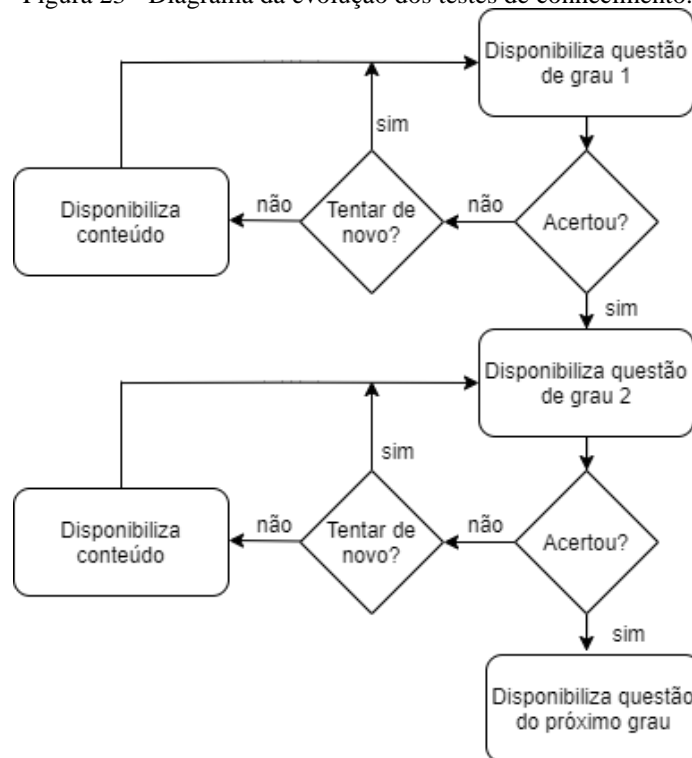 Figura 25 - Diagrama da evolução dos testes de conhecimento.
Disponibiliza questão
de grau 1
sim
Disponibiliza
conteúdo
não
Tentar de
novo?
não
Acertou?
sim
Disponibiliza questão
de grau 2
sim
Disponibiliza
conteúdo
não
Tentar de
novo?
não
Acertou?
sim
Disponibiliza questão
do próximo grau